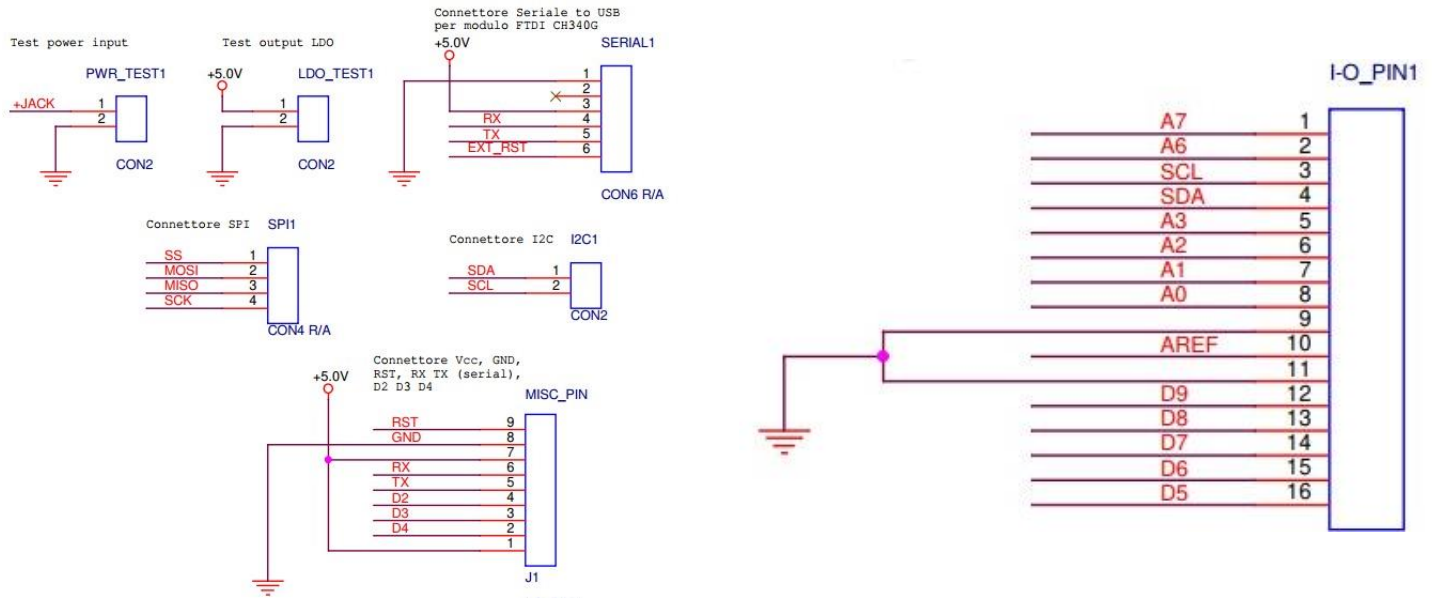 Test power input
PWR_TEST1
+JACK
1
2
CON2
Test output LDO
+5.0V
LDO_TEST1
1
2
CON2
Connettore Seriale to USB
per modulo FTDI CH340G
+5.0V
SERIAL1
1
2
3
RX 4
TX 5
EXT_RST 6
CON6 R/A
Connettore SPI SPI1
SS 1
MOSI 2
MISO 3
SCK 4
CON4 R/A
Connettore I2C I2C1
SDA 1
SCL 2
CON2
Connettore Vcc, GND,
RST, RX TX (serial),
D2 D3 D4
+5.0V
MISC_PIN
RST 9
GND 8
7
RX 6
TX 5
D2 4
D3 3
D4 2
1
J1
I-O_PIN1
A7 1
A6 2
SCL 3
SDA 4
A3 5
A2 6
A1 7
A0 8
9
AREF 10
11
D9 12
D8 13
D7 14
D6 15
D5 16